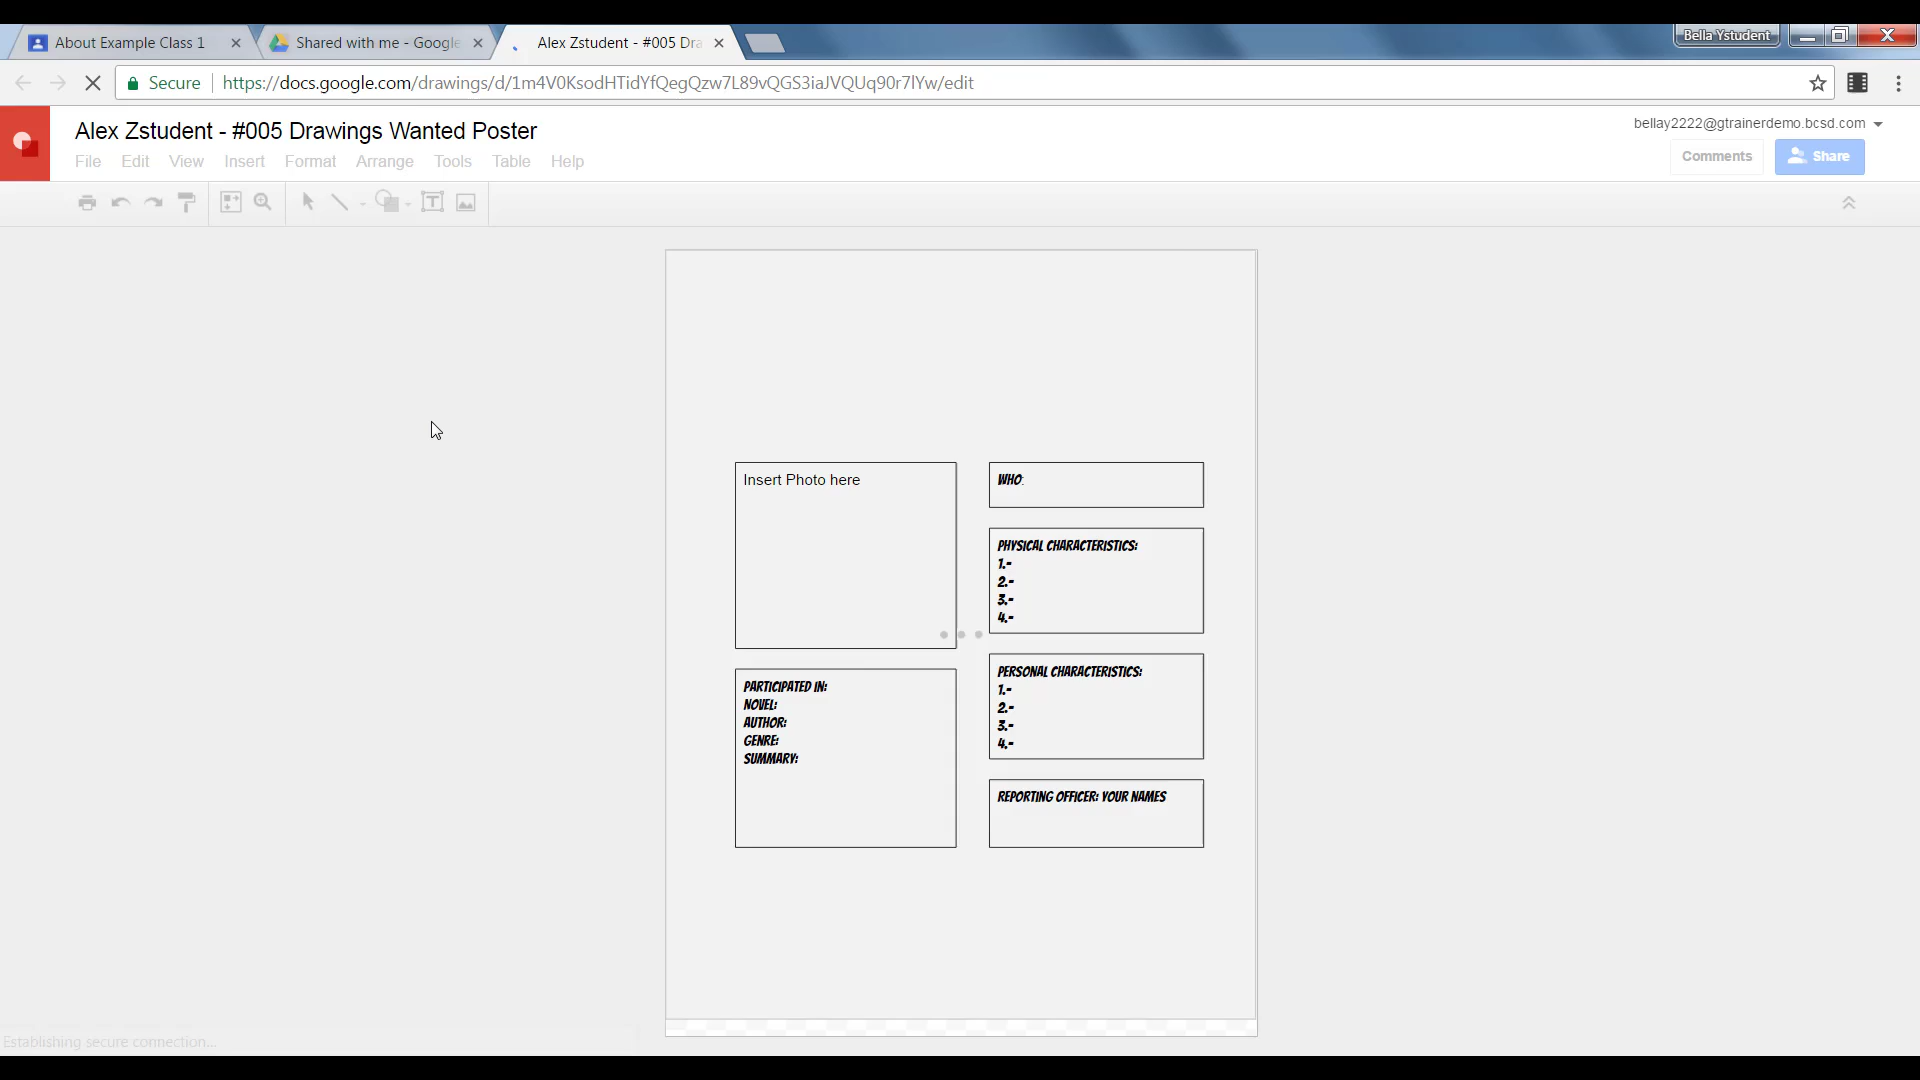 About Example Class 1
Shared with me - Google
Alex Zstudent - #005 Dra
Bella Ystudent
Secure
https://docs.google.com/drawings/d/1m4V0KsodHTidYfQegQzw7L89vQGS3iaJVQUq90r7lYw/edit
Alex Zstudent - #005 Drawings Wanted Poster
bellay2222@gtrainerdemo.bcsd.com
File Edit View Insert Format Arrange Tools Table Help
Comments
Share
Insert Photo here
WHO:
PHYSICAL CHARACTERISTICS:
1.-
2.-
3.-
4.-
PARTICIPATED IN:
NOVEL:
AUTHOR:
GENRE:
SUMMARY:
PERSONAL CHARACTERISTICS:
1.-
2.-
3.-
4.-
REPORTING OFFICER: YOUR NAMES
Establishing secure connection...